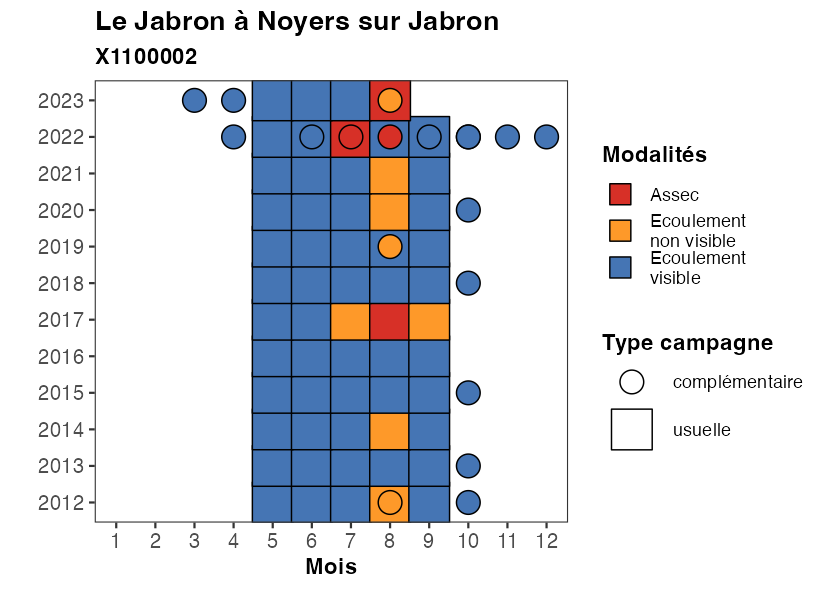 Le Jabron à Noyers sur Jabron
X1100002
2023
2022
2021
2020
2019
2018
2017
2016
2015
2014
2013
2012
1 2 3 4 5 6 7 8 9 10 11 12
Mois
Modalités
Assec
Ecoulement
non visible
Ecoulement
visible
Type campagne
complémentaire
usuelle